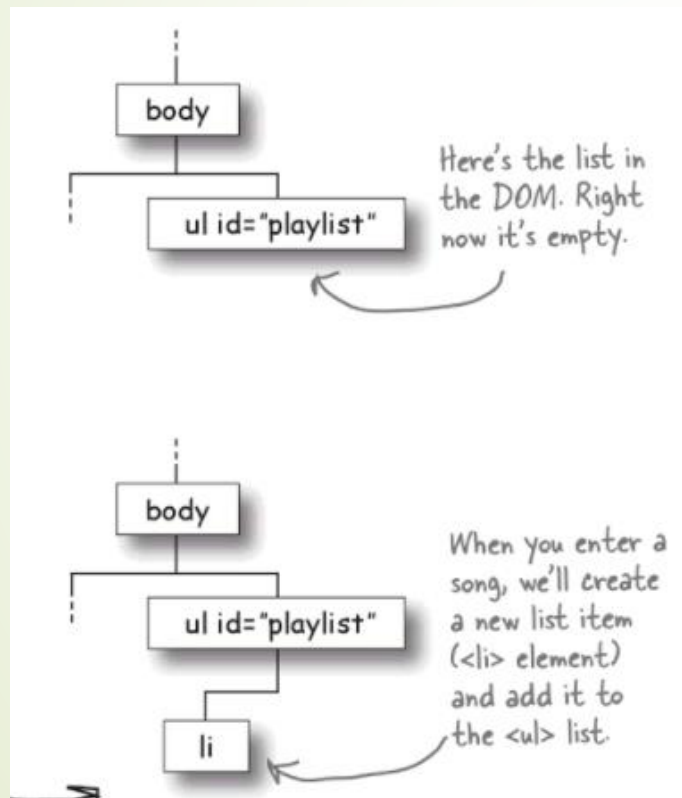 body
ul id="playlist"
Here's the list in
the DOM. Right
now it's empty.
body
ul id="playlist"
li
When you enter a
song, we'll create
a new list item
(<li> element)
and add it to
the <ul> list.